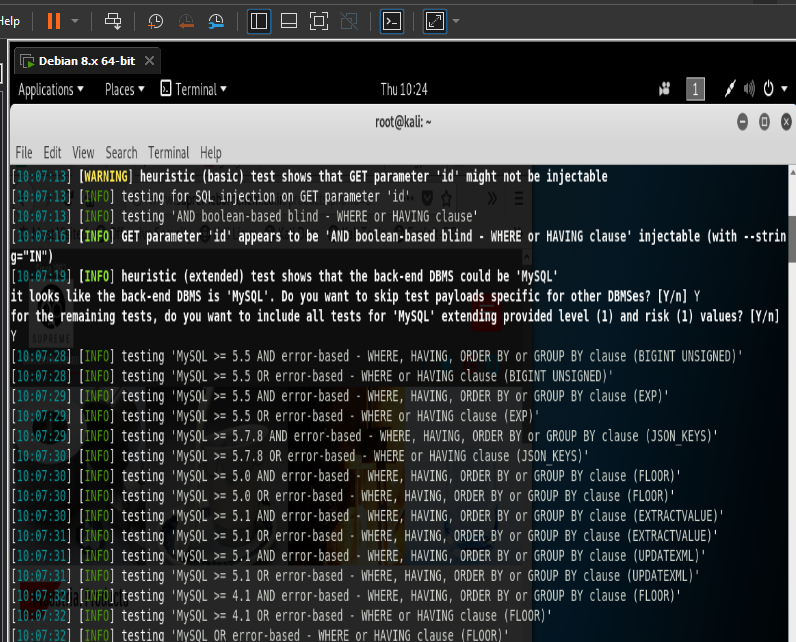 Help
Debian 8.x 64-bit
Applications Places Terminal Thu 10:24 1
root@kali: ~
File Edit View Search Terminal Help
[10:07:13] [WARNING] heuristic (basic) test shows that GET parameter 'id' might not be injectable
[10:07:13] [INFO] testing for SQL injection on GET parameter 'id'
[10:07:13] [INFO] testing 'AND boolean-based blind - WHERE or HAVING clause'
[10:07:16] [INFO] GET parameter 'id' appears to be 'AND boolean-based blind - WHERE or HAVING clause' injectable (with --strin
g="IN")
[10:07:19] [INFO] heuristic (extended) test shows that the back-end DBMS could be 'MySQL'
it looks like the back-end DBMS is 'MySQL'. Do you want to skip test payloads specific for other DBMSes? [Y/n] Y
for the remaining tests, do you want to include all tests for 'MySQL' extending provided level (1) and risk (1) values? [Y/n]
Y
SUPREME
[10:07:28] [INFO] testing 'MySQL >= 5.5 AND error-based - WHERE, HAVING, ORDER BY or GROUP BY clause (BIGINT UNSIGNED)'
[10:07:28] [INFO] testing 'MySQL >= 5.5 OR error-based - WHERE or HAVING clause (BIGINT UNSIGNED)'
[10:07:29] [INFO] testing 'MySQL >= 5.5 AND error-based - WHERE, HAVING, ORDER BY or GROUP BY clause (EXP)'
[10:07:29] [INFO] testing 'MySQL >= 5.5 OR error-based - WHERE or HAVING clause (EXP)'
[10:07:29] [INFO] testing 'MySQL >= 5.7.8 AND error-based - WHERE, HAVING, ORDER BY or GROUP BY clause (JSON_KEYS)'
[10:07:30] [INFO] testing 'MySQL >= 5.7.8 OR error-based - WHERE or HAVING clause (JSON_KEYS)'
[10:07:30] [INFO] testing 'MySQL >= 5.0 AND error-based - WHERE, HAVING, ORDER BY or GROUP BY clause (FLOOR)'
[10:07:30] [INFO] testing 'MySQL >= 5.0 OR error-based - WHERE, HAVING, ORDER BY or GROUP BY clause (FLOOR)'
[10:07:30] [INFO] testing 'MySQL >= 5.1 AND error-based - WHERE, HAVING, ORDER BY or GROUP BY clause (EXTRACTVALUE)'
[10:07:31] [INFO] testing 'MySQL >= 5.1 OR error-based - WHERE, HAVING, ORDER BY or GROUP BY clause (EXTRACTVALUE)'
[10:07:31] [INFO] testing 'MySQL >= 5.1 AND error-based - WHERE, HAVING, ORDER BY or GROUP BY clause (UPDATEXML)'
[10:07:31] [INFO] testing 'MySQL >= 5.1 OR error-based - WHERE, HAVING, ORDER BY or GROUP BY clause (UPDATEXML)'
[10:07:32] [INFO] testing 'MySQL >= 4.1 AND error-based - WHERE, HAVING, ORDER BY or GROUP BY clause (FLOOR)'
[10:07:32] [INFO] testing 'MySQL >= 4.1 OR error-based - WHERE or HAVING clause (FLOOR)'
[10:07:32] [INFO] testing 'MySQL OR error-based - WHERE or HAVING clause (FLOOR)'